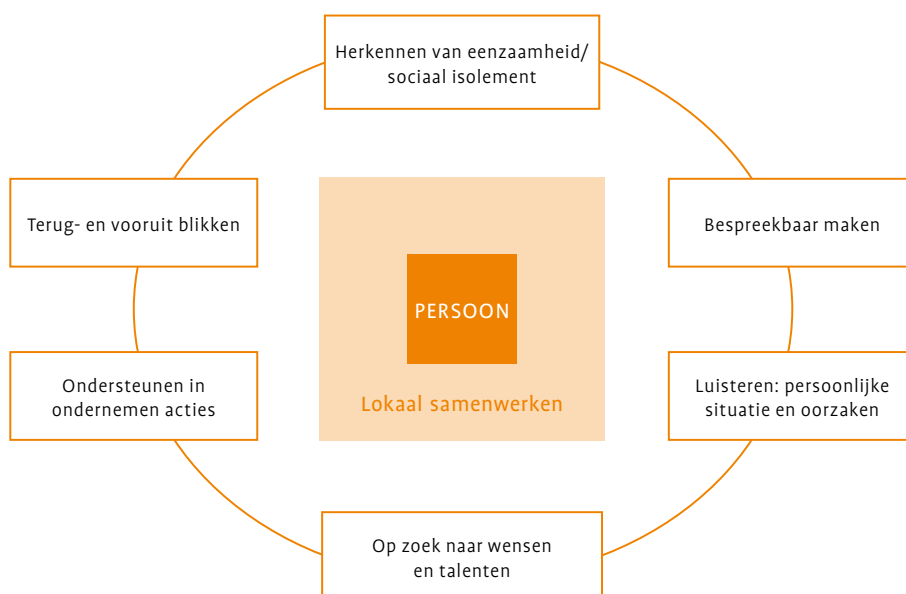 Herkennen van eenzaamheid/
sociaal isolement
Terug- en vooruit blikken
Bespreekbaar maken
PERSOON
Lokaal samenwerken
Ondersteunen in
ondernemen acties
Luisteren: persoonlijke
situatie en oorzaken
Op zoek naar wensen
en talenten